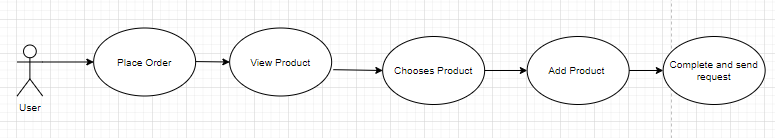 Place Order
View Product
Chooses Product
Add Product
Complete and send
request
User